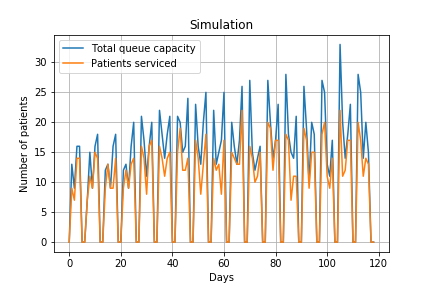 Simulation
Total queue capacity
Patients serviced
Number of patients
30
25
20
15
10
5
0
0 20 40 60 80 100 120
Days